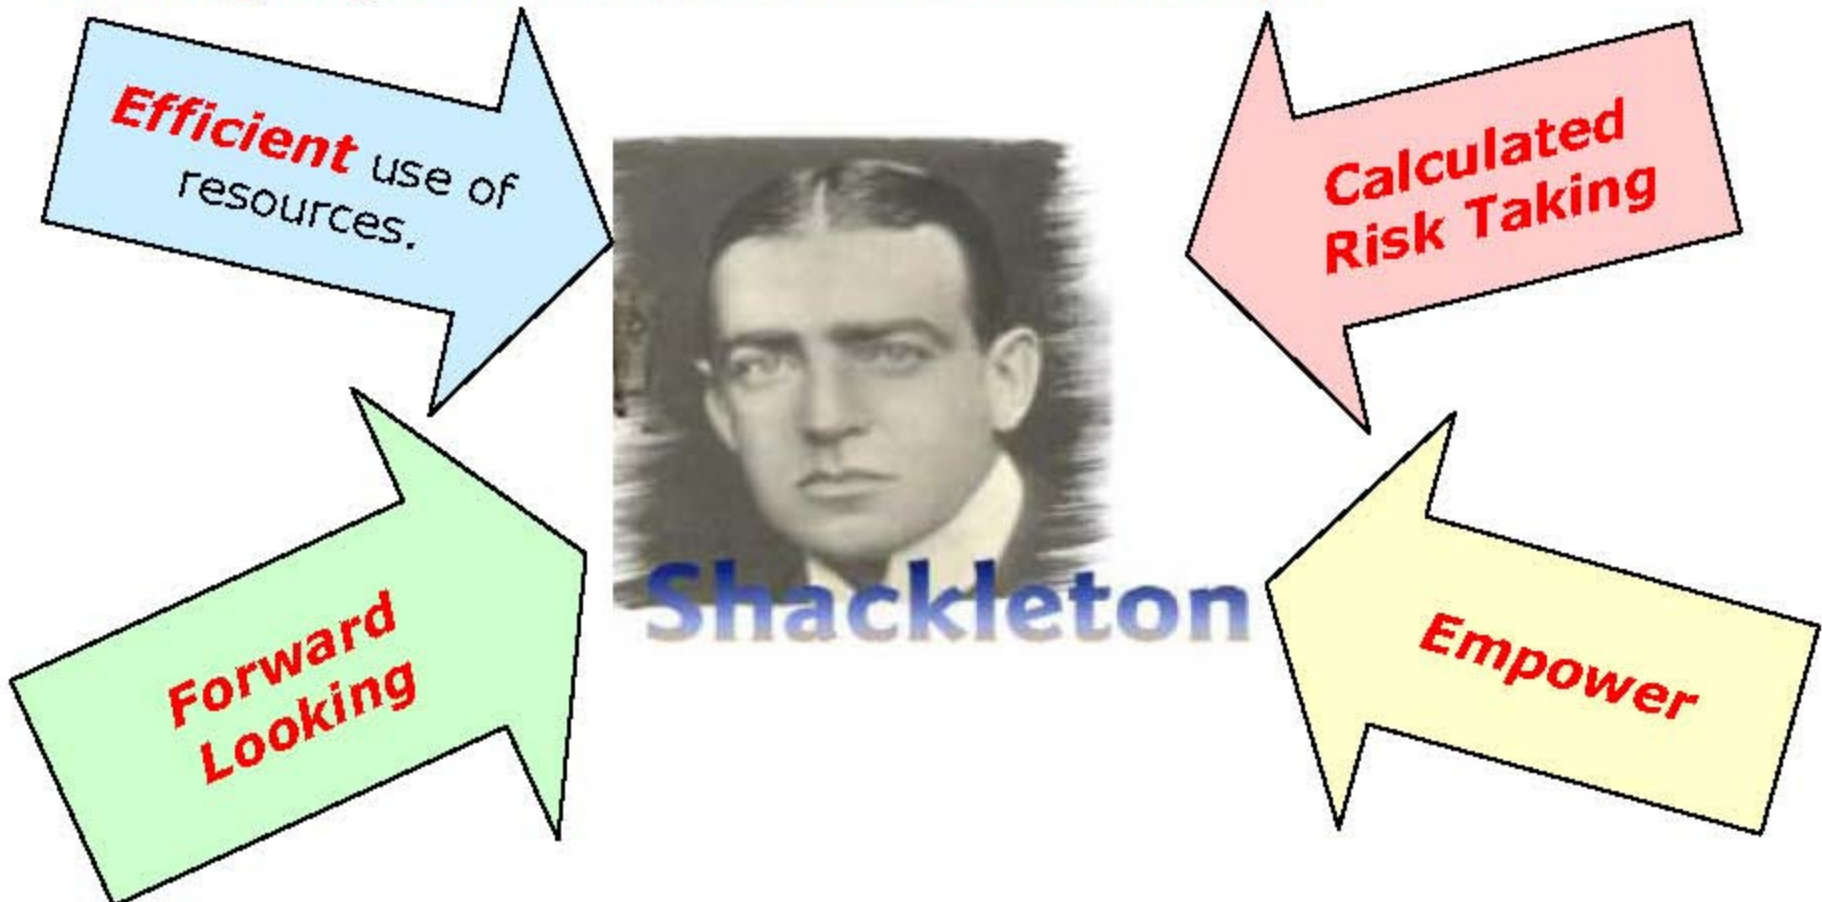 Efficient use of
resources.
Calculated
Risk Taking
Shackleton
Forward
Looking
Empower